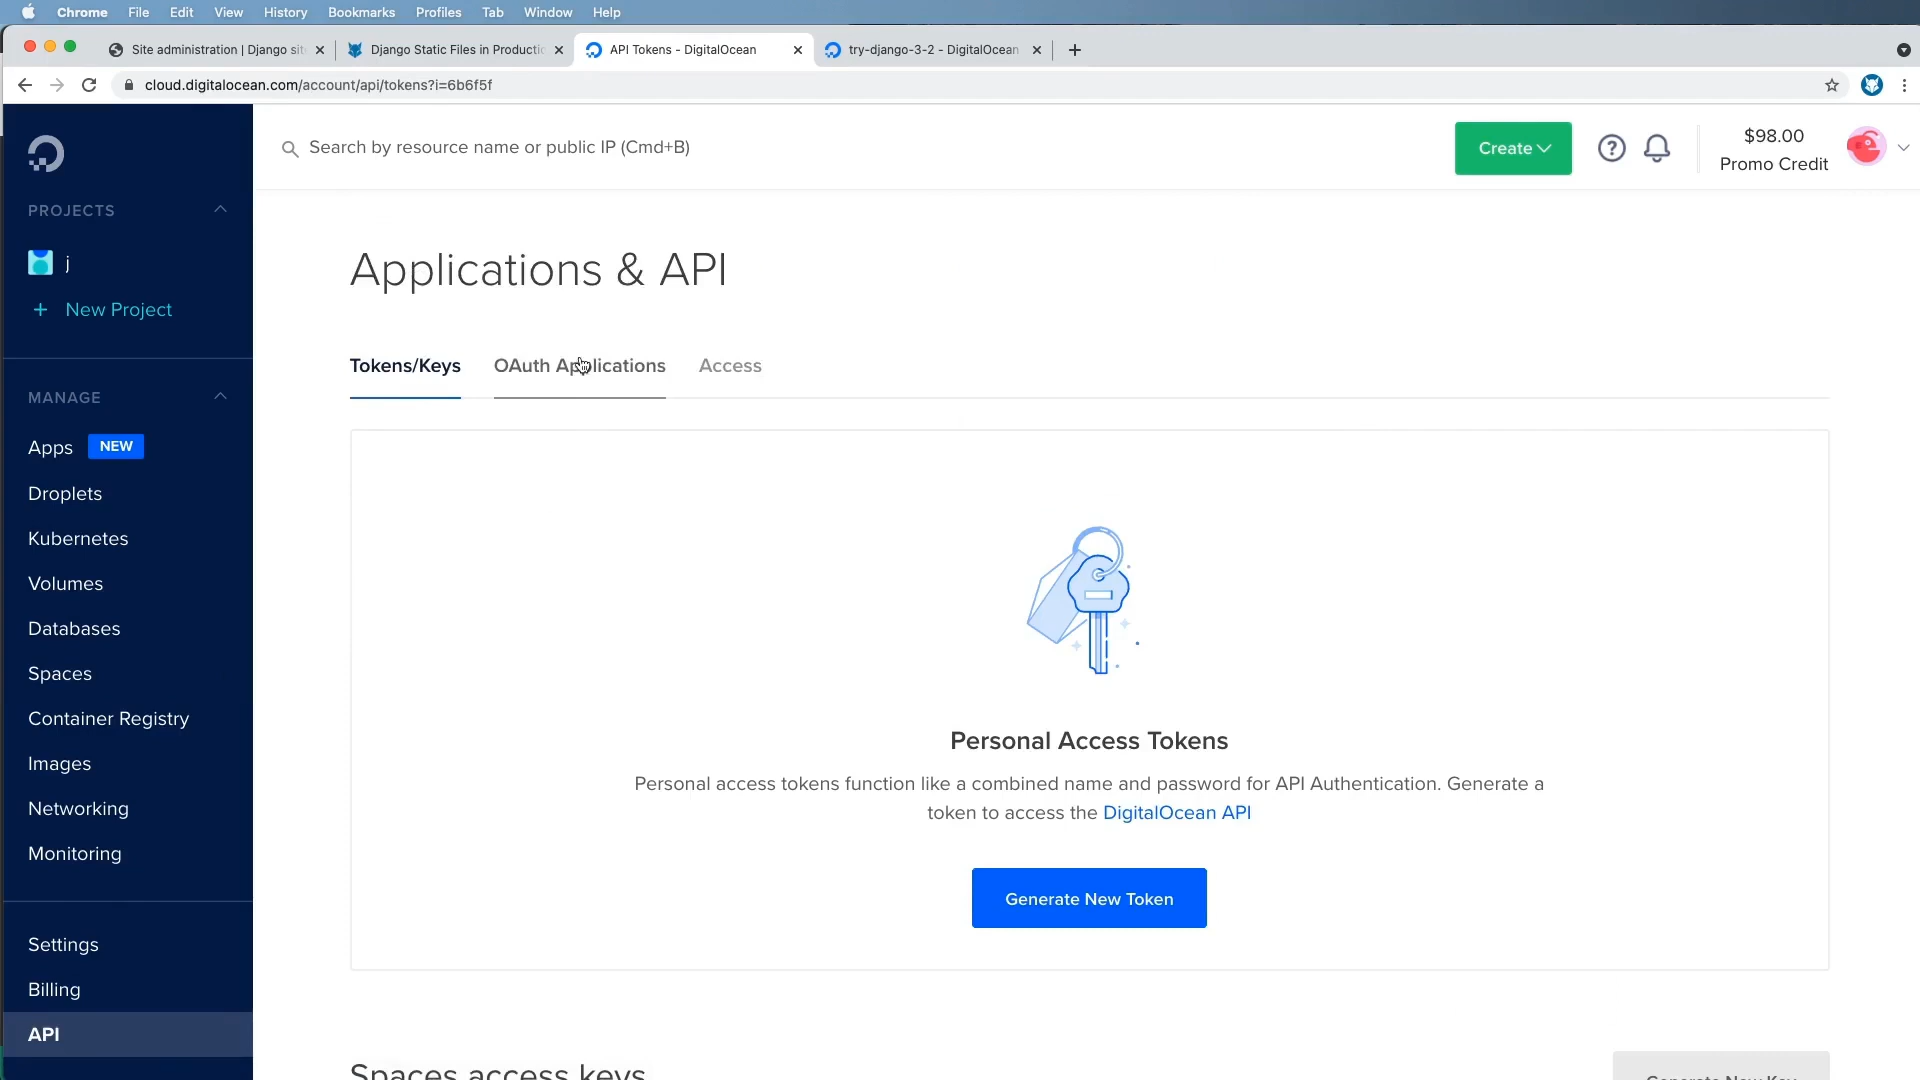 Chrome File Edit View History Bookmarks Profiles Tab Window Help
Site administration | Django sit
Django Static Files in Productio
API Tokens - DigitalOcean
try-django-3-2 - DigitalOcean
cloud.digitalocean.com/account/api/tokens?i=6b6f5f
Search by resource name or public IP (Cmd+B)
Create
$98.00
Promo Credit
PROJECTS
j
+ New Project
MANAGE
Apps NEW
Droplets
Kubernetes
Volumes
Databases
Spaces
Container Registry
Images
Networking
Monitoring
Settings
Billing
API
Applications & API
Tokens/Keys OAuth Applications Access
Personal Access Tokens
Personal access tokens function like a combined name and password for API Authentication. Generate a
token to access the DigitalOcean API
Generate New Token
Spaces access keys
Generate New Key